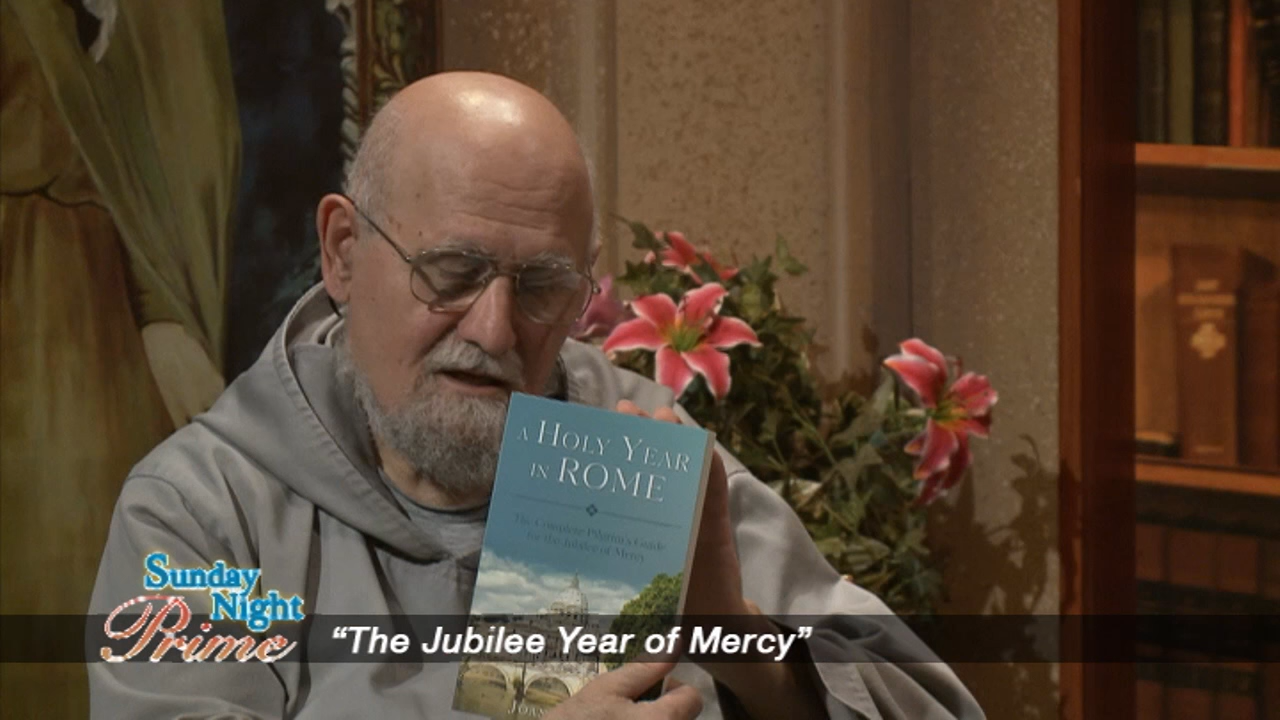 A HOLY YEAR
IN ROME
The Complete Pilgrim's Guide
for the Jubilee of Mercy
Sunday
Night
Prime
“The Jubilee Year of Mercy”